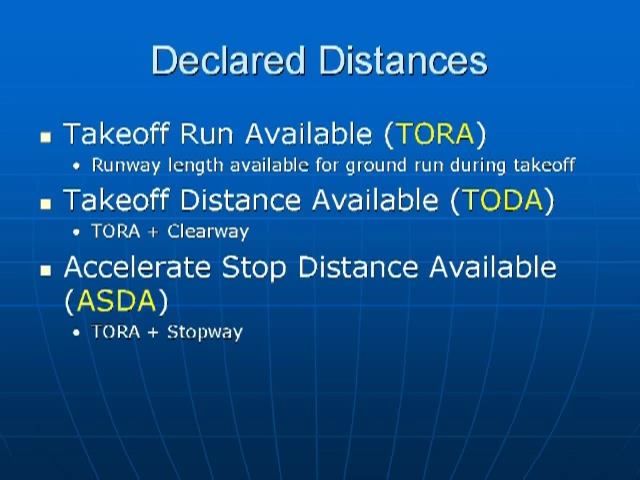 Declared Distances
Takeoff Run Available (TORA)
• Runway length available for ground run during takeoff
Takeoff Distance Available (TODA)
• TORA + Clearway
Accelerate Stop Distance Available
(ASDA)
• TORA + Stopway